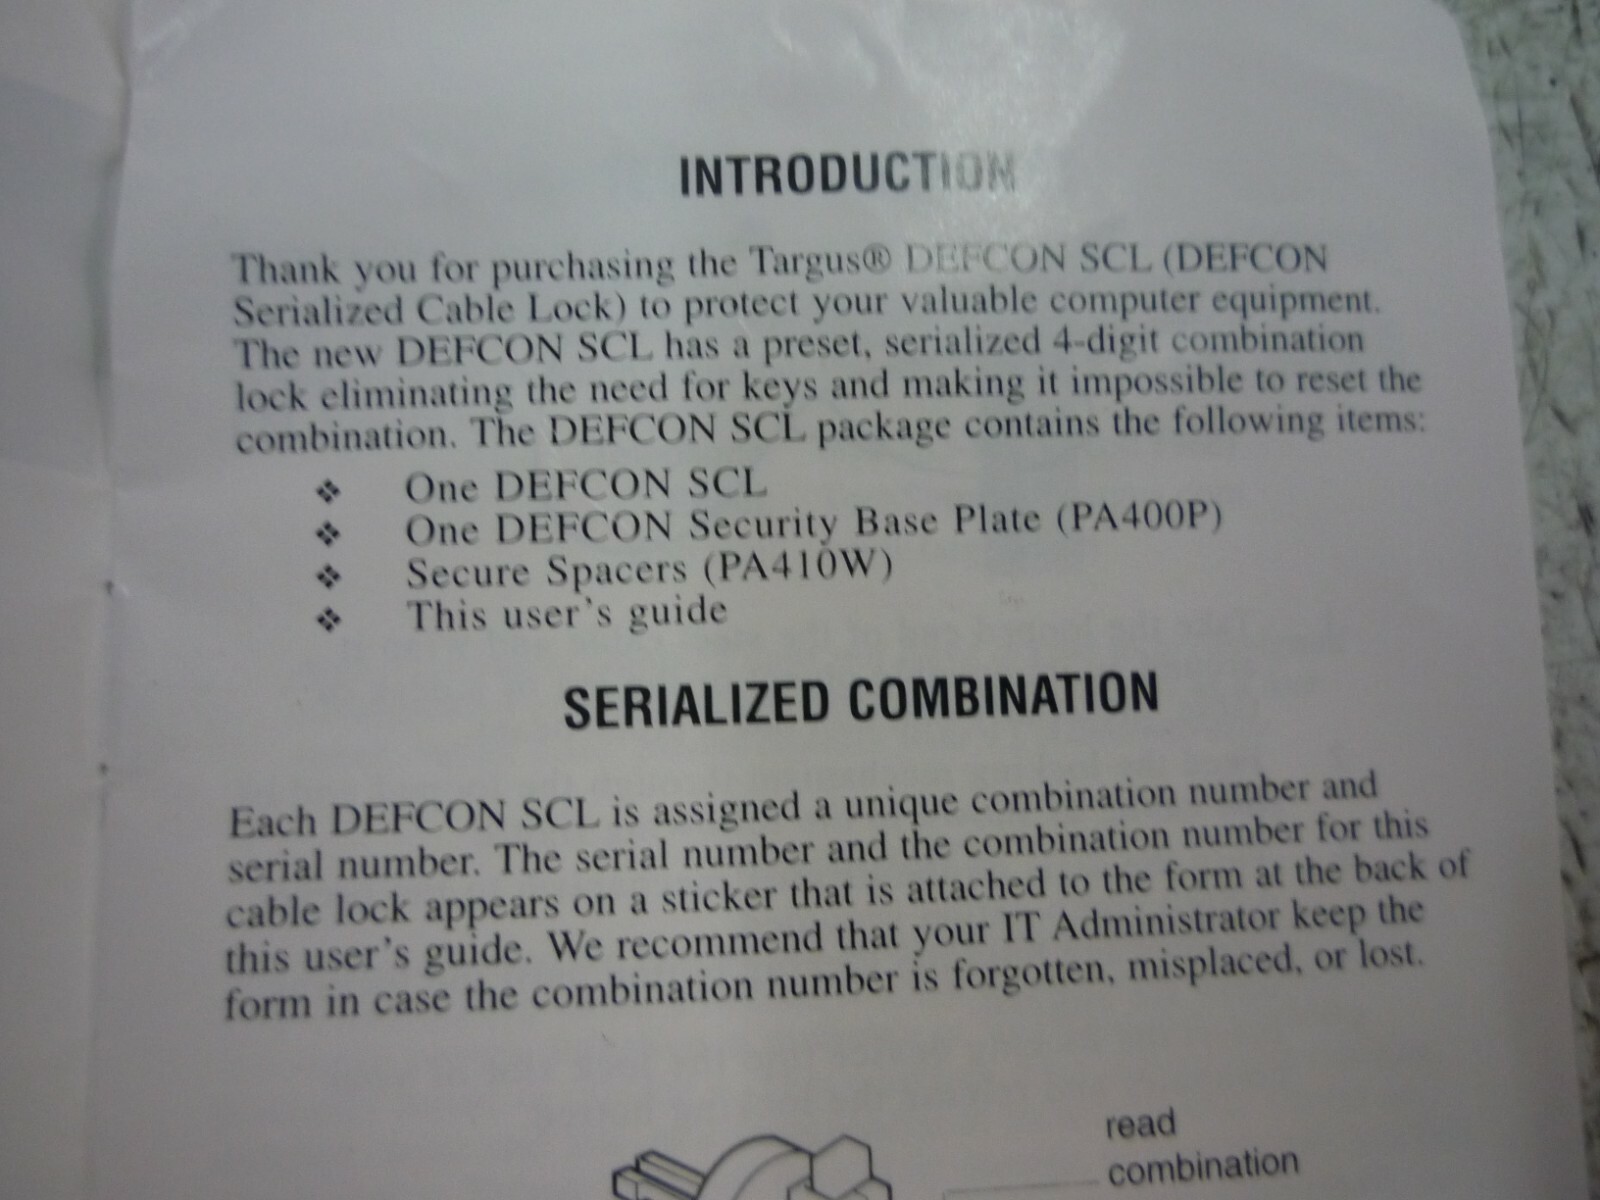 INTRODUCTION
Thank you for purchasing the Targus® DEFCON SCL (DEFCON
Serialized Cable Lock) to protect your valuable computer equipment.
The new DEFCON SCL has a preset, serialized 4-digit combination
lock eliminating the need for keys and making it impossible to reset the
combination. The DEFCON SCL package contains the following items:
❖ One DEFCON SCL
❖ One DEFCON Security Base Plate (PA400P)
❖ Secure Spacers (PA410W)
❖ This user's guide
SERIALIZED COMBINATION
Each DEFCON SCL is assigned a unique combination number and
serial number. The serial number and the combination number for this
cable lock appears on a sticker that is attached to the form at the back of
this user's guide. We recommend that your IT Administrator keep the
form in case the combination number is forgotten, misplaced, or lost.
read
combination